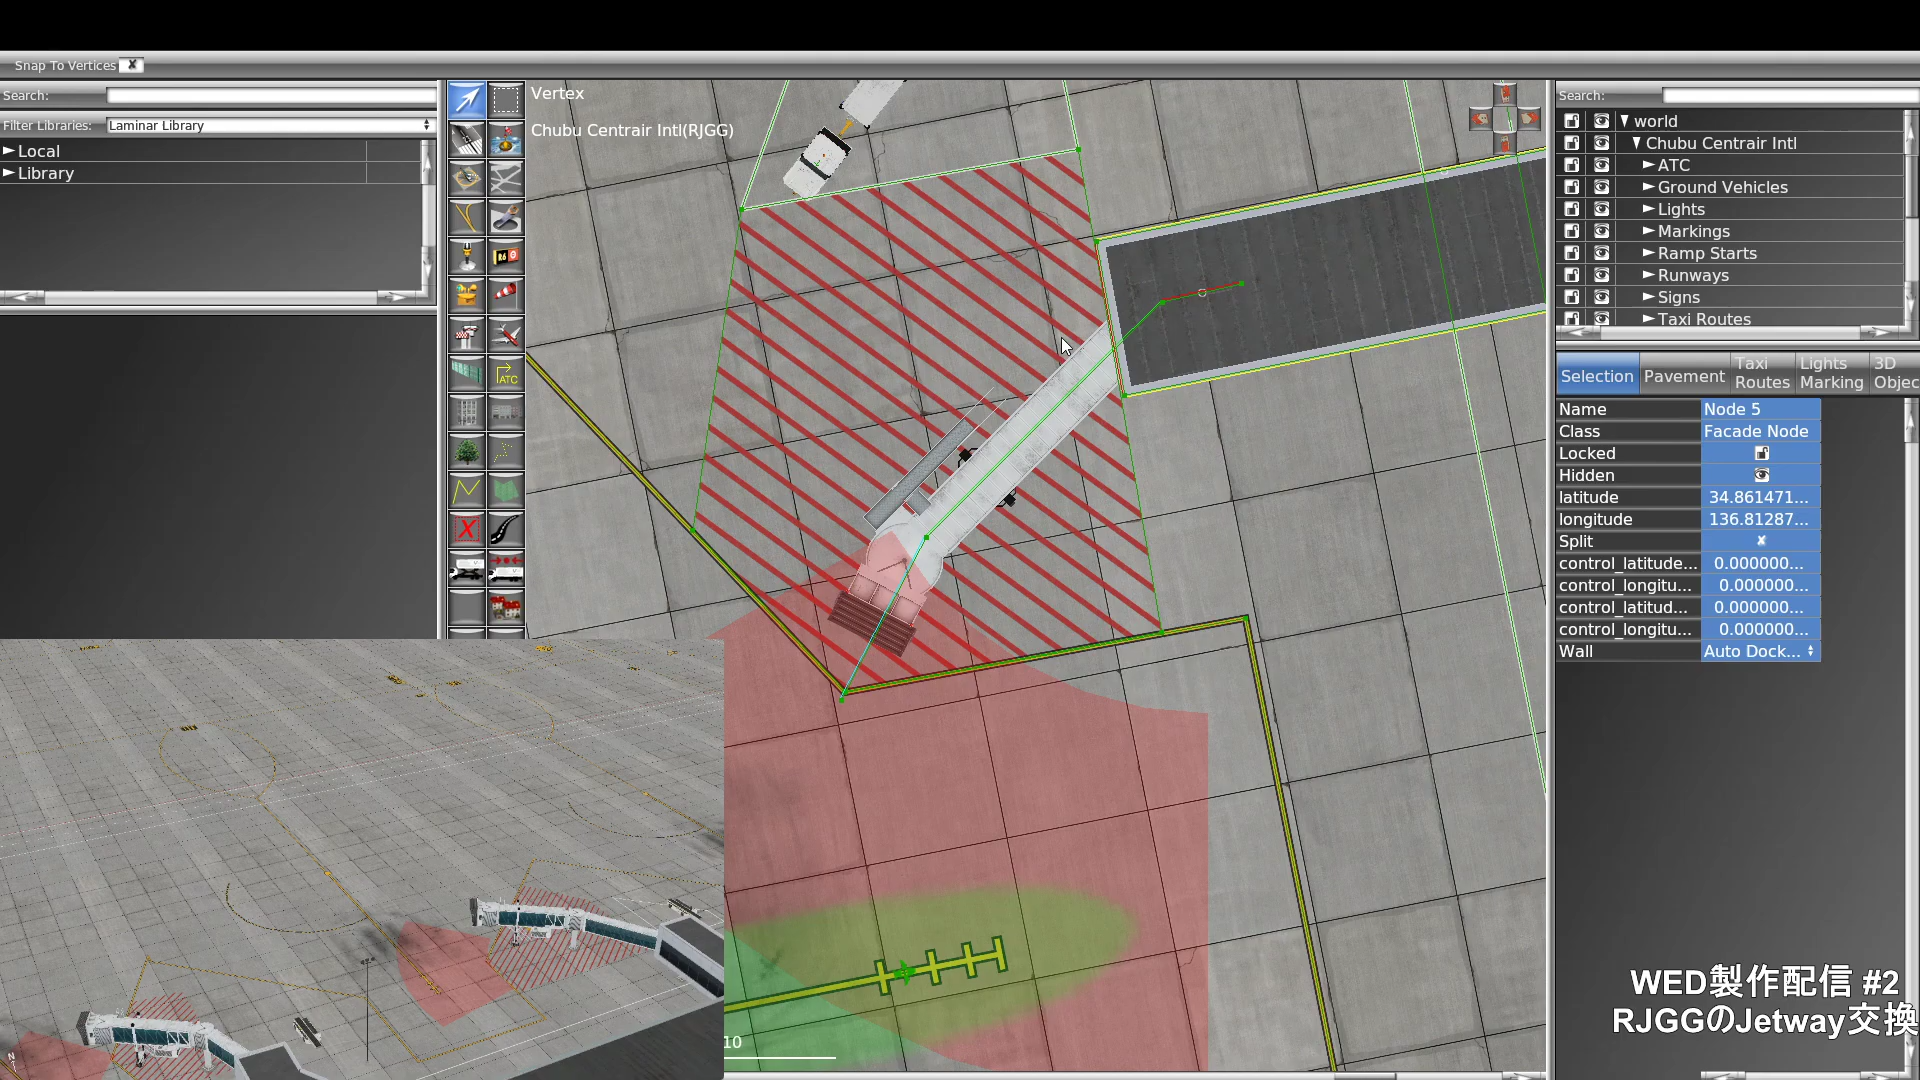 Snap To Vertices
Search:
Filter Libraries: Laminar Library
Local
Library
Vertex
Chubu Centrair Intl(RJGG)
ATC
10
Search:
world
Chubu Centrair Intl
ATC
Ground Vehicles
Lights
Markings
Ramp Starts
Runways
Signs
Taxi Routes
Selection
Pavement
Taxi Routes
Lights Marking
3D Objec
Name Node 5
Class Facade Node
Locked
Hidden
latitude 34.861471...
longitude 136.81287...
Split
control_latitude... 0.000000...
control_longitu... 0.000000...
control_latitud... 0.000000...
control_longitu... 0.000000...
Wall Auto Dock...
WED製作配信 #2
RJGGのJetway交換